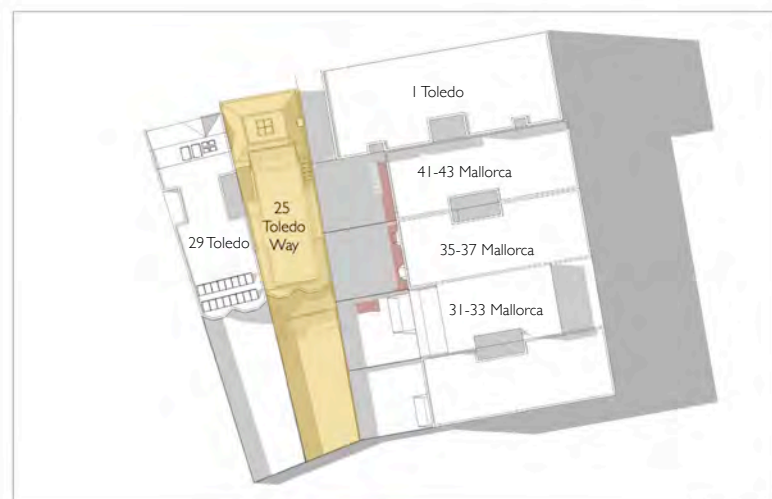 1 Toledo
41-43 Mallorca
25
Toledo
Way
29 Toledo
35-37 Mallorca
31-33 Mallorca